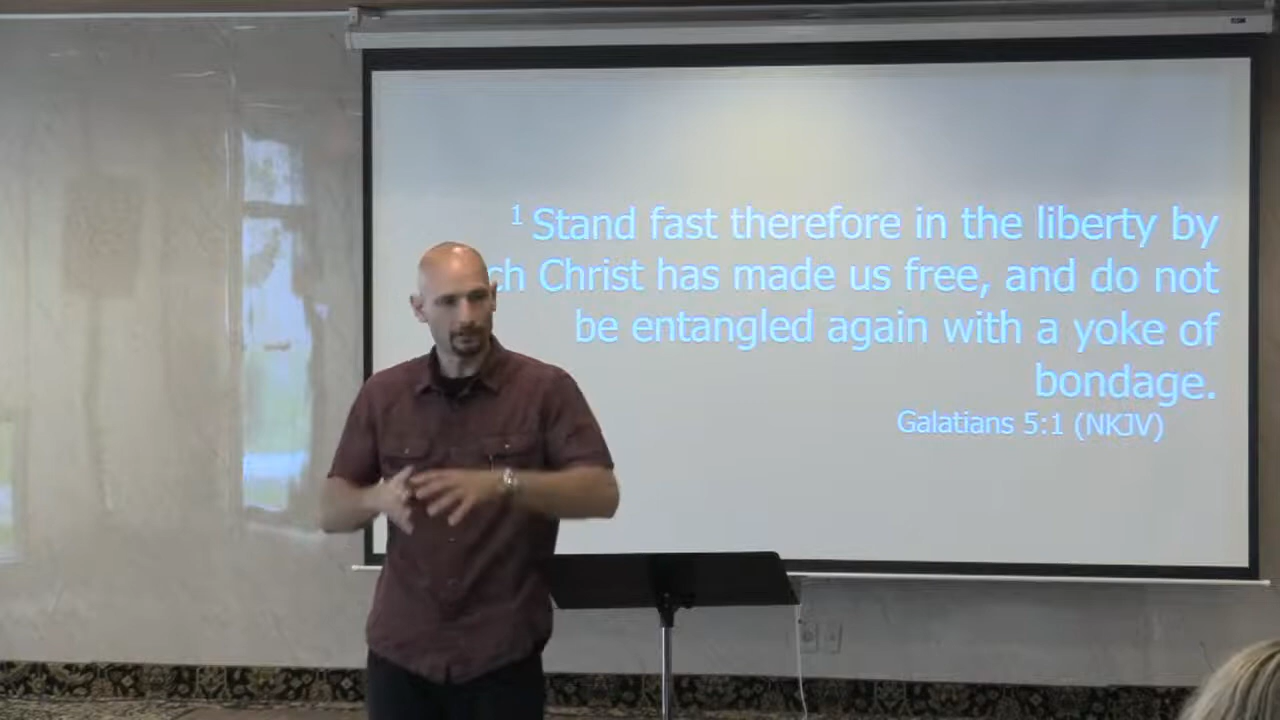 1 Stand fast therefore in the liberty by
ch Christ has made us free, and do not
be entangled again with a yoke of
bondage.
Galatians 5:1 (NKJV)